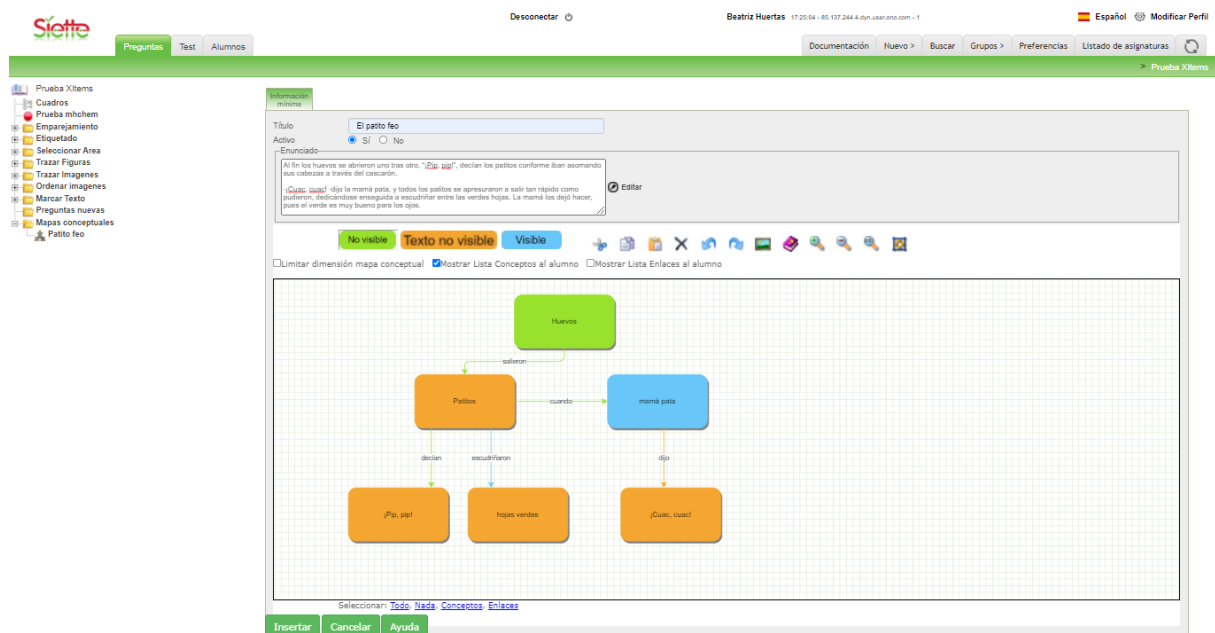 Siette
Desconectar
Beatriz Huertas 17:25:04 - 85.137.244.4.dyn.user.ono.com - 1
Español Modificar Perfil
Preguntas Test Alumnos
Documentación Nuevo > Buscar Grupos > Preferencias Listado de asignaturas
> Prueba XItems
Prueba XItems
Cuadros
Prueba mhchem
Emparejamiento
Etiquetado
Seleccionar Area
Trazar Figuras
Trazar Imagenes
Ordenar imagenes
Marcar Texto
Preguntas nuevas
Mapas conceptuales
Patito feo
Información
mínima
Título El patito feo
Activo Sí No
Enunciado
Al fin los huevos se abrieron uno tras otro. "¡Pip, pip!", decían los patitos conforme iban asomando
sus cabezas a través del cascarón.
-¡Cuac, cuac! -dijo la mamá pata, y todos los patitos se apresuraron a salir tan rápido como
pudieron, dedicándose enseguida a escudriñar entre las verdes hojas. La mamá los dejó hacer,
pues el verde es muy bueno para los ojos.
Editar
No visible Texto no visible Visible
Limitar dimensión mapa conceptual Mostrar Lista Conceptos al alumno Mostrar Lista Enlaces al alumno
Huevos
salieron
Patitos
cuando
mamá pata
decían
escudriñaron
dijo
¡Pip, pip!
hojas verdes
¡Cuac, cuac!
Seleccionar: Todo, Nada, Conceptos, Enlaces
Insertar Cancelar Ayuda